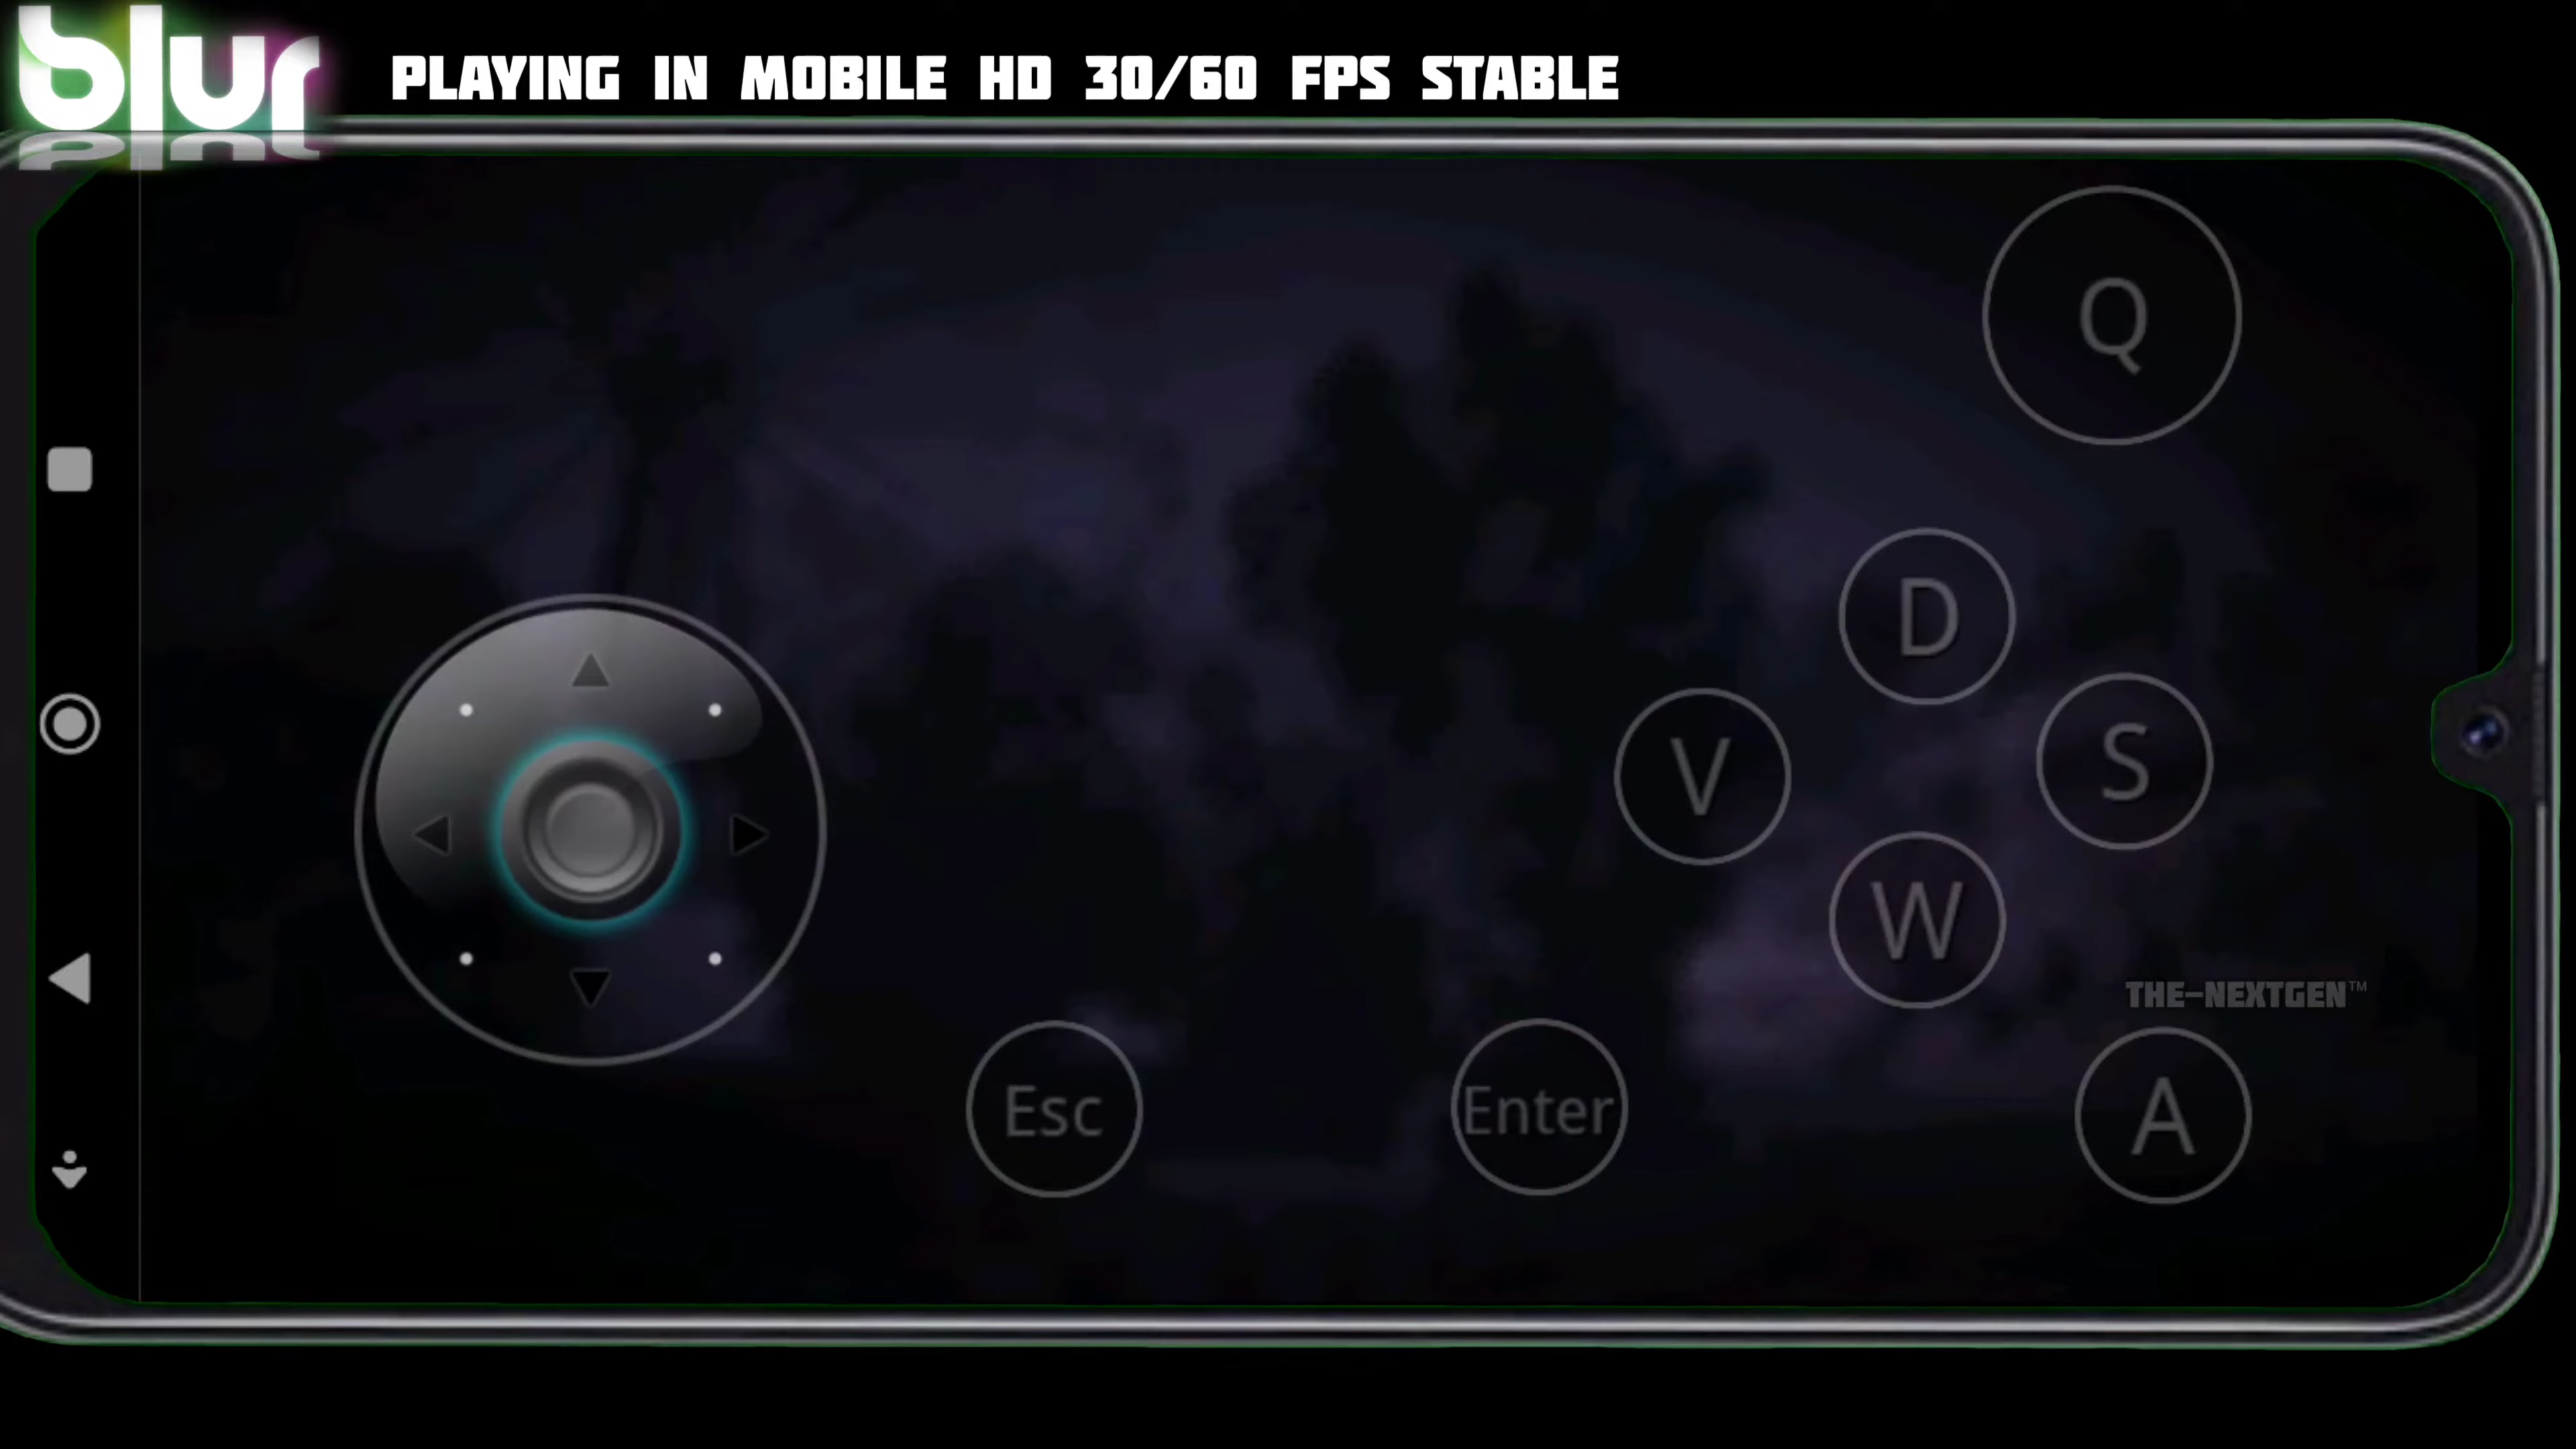 blur
PLAYING IN MOBILE HD 30/60 FPS STABLE
Q
D
V
S
W
THE-NEXTGEN™
Esc
Enter
A